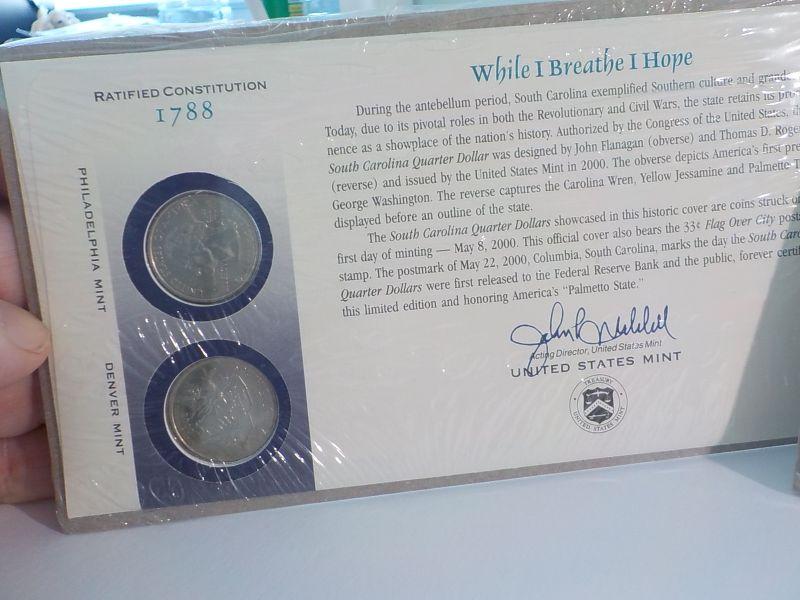 RATIFIED CONSTITUTION
1788
PHILADELPHIA MINT
DENVER MINT
While I Breathe I Hope
During the antebellum period, South Carolina exemplified Southern culture and
Today, due to its pivotal roles in both the Revolutionary and Civil Wars, the state retains its
nence as a showplace of the nation's history. Authorized by the Congress of the United States,
South Carolina Quarter Dollar was designed by John Flanagan (obverse) and Thomas D.
(reverse) and issued by the United States Mint in 2000. The obverse depicts America's first
George Washington. The reverse captures the Carolina Wren, Yellow Jessamine and Palmetto
displayed before an outline of the state.
The South Carolina Quarter Dollars showcased in this historic cover are coins struck
first day of minting — May 8, 2000. This official cover also bears the 33¢ Flag Over City
stamp. The postmark of May 22, 2000, Columbia, South Carolina, marks the day the South
Quarter Dollars were first released to the Federal Reserve Bank and the public, forever
this limited edition and honoring America's "Palmetto State."
Acting Director, United States Mint
UNITED STATES MINT
TREASURY
UNITED STATES MINT